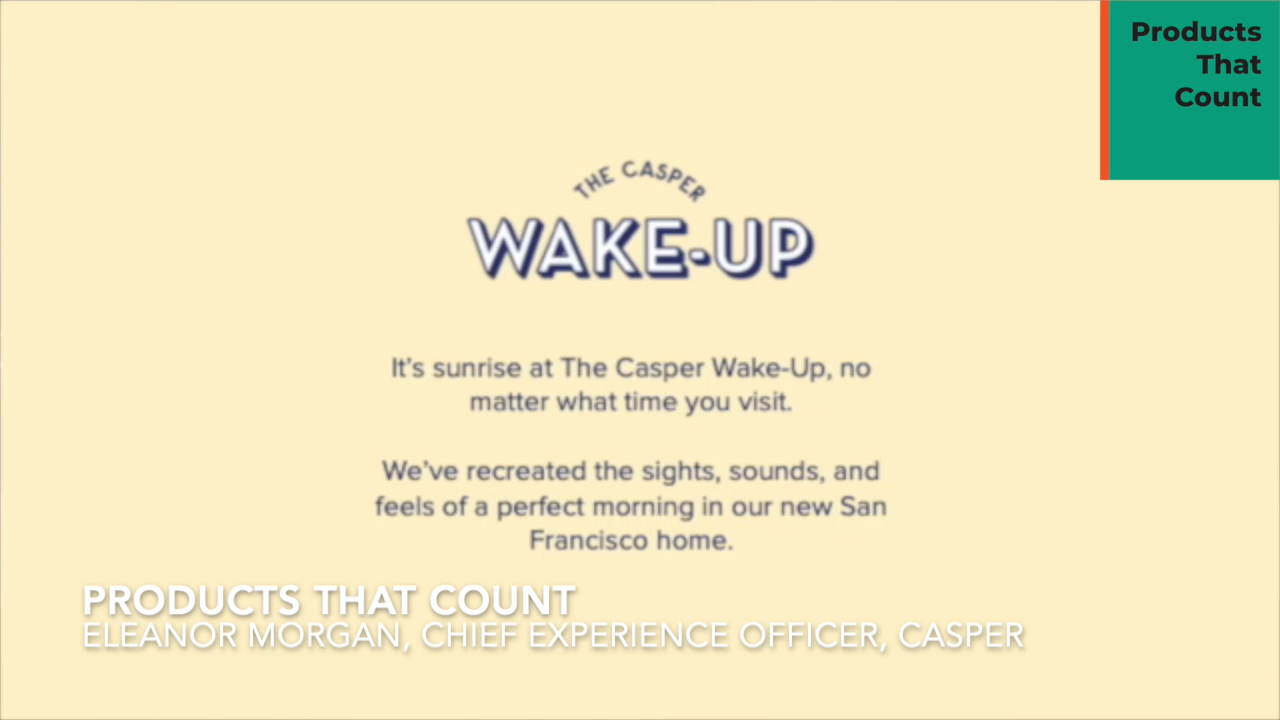 Products
That
Count
THE CASPER
WAKE-UP
It's sunrise at The Casper Wake-Up, no
matter what time you visit.
We've recreated the sights, sounds, and
feels of a perfect morning in our new San
Francisco home.
PRODUCTS THAT COUNT
ELEANOR MORGAN, CHIEF EXPERIENCE OFFICER, CASPER